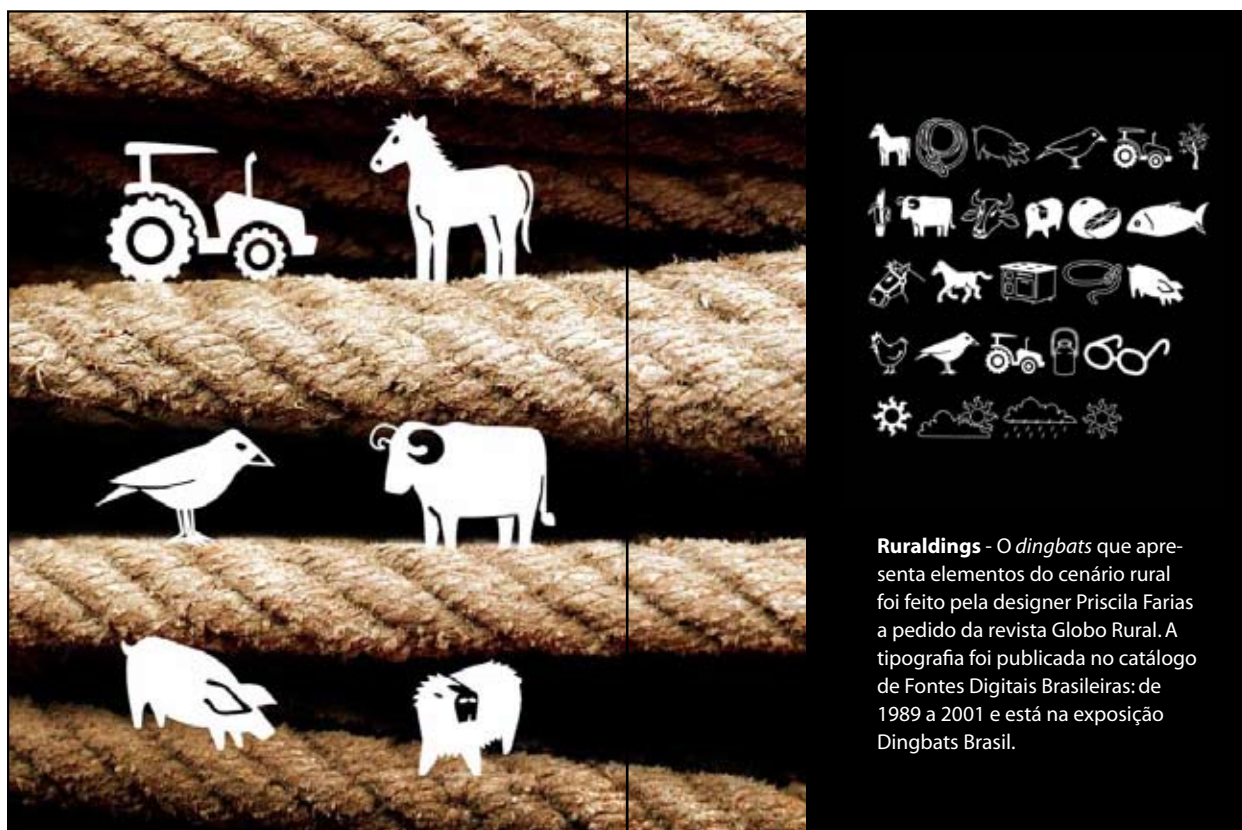 Ruraldings - O dingbats que apre-
senta elementos do cenário rural
foi feito pela designer Priscila Farias
a pedido da revista Globo Rural. A
tipografia foi publicada no catálogo
de Fontes Digitais Brasileiras: de
1989 a 2001 e está na exposição
Dingbats Brasil.